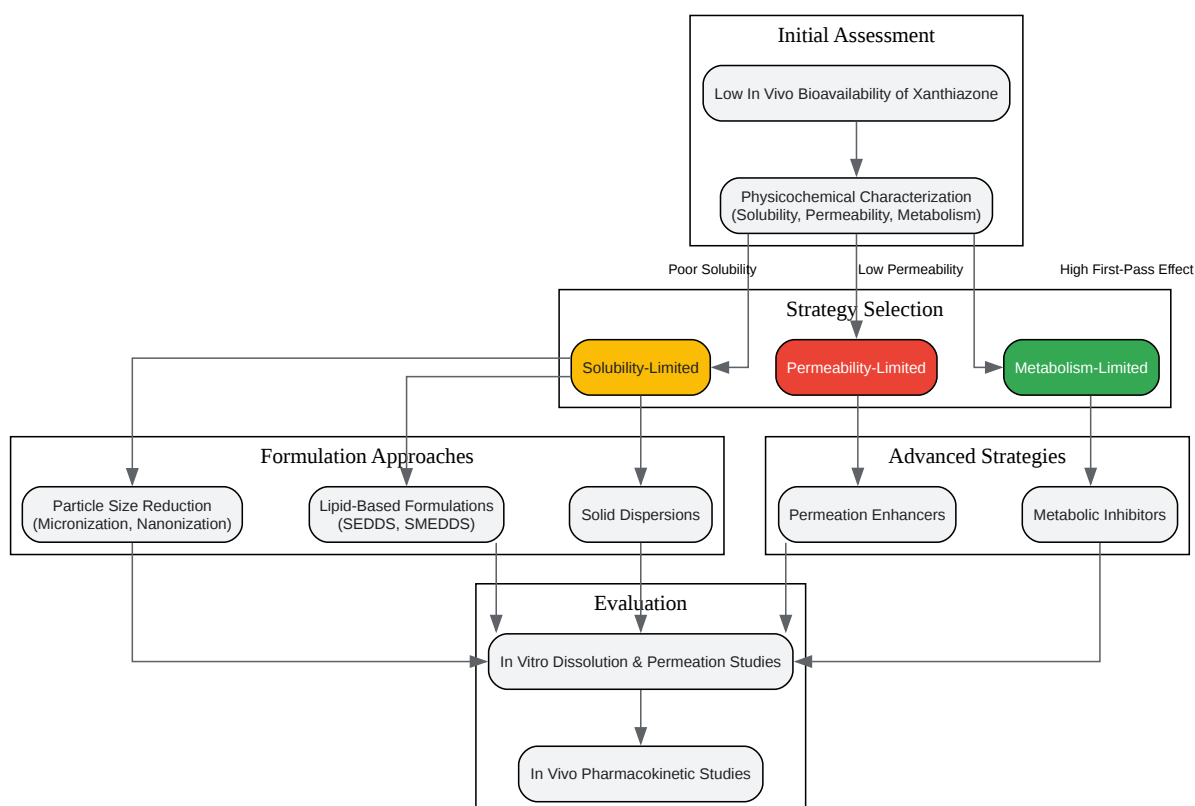 Initial Assessment
Low In Vivo Bioavailability of Xanthiazone
Physicochemical Characterization
(Solubility, Permeability, Metabolism)
Poor Solubility
Low Permeability
High First-Pass Effect
Strategy Selection
Solubility-Limited
Permeability-Limited
Metabolism-Limited
Formulation Approaches
Particle Size Reduction
(Micronization, Nanonization)
Lipid-Based Formulations
(SEDDS, SMEDDS)
Solid Dispersions
Advanced Strategies
Permeation Enhancers
Metabolic Inhibitors
Evaluation
In Vitro Dissolution & Permeation Studies
In Vivo Pharmacokinetic Studies